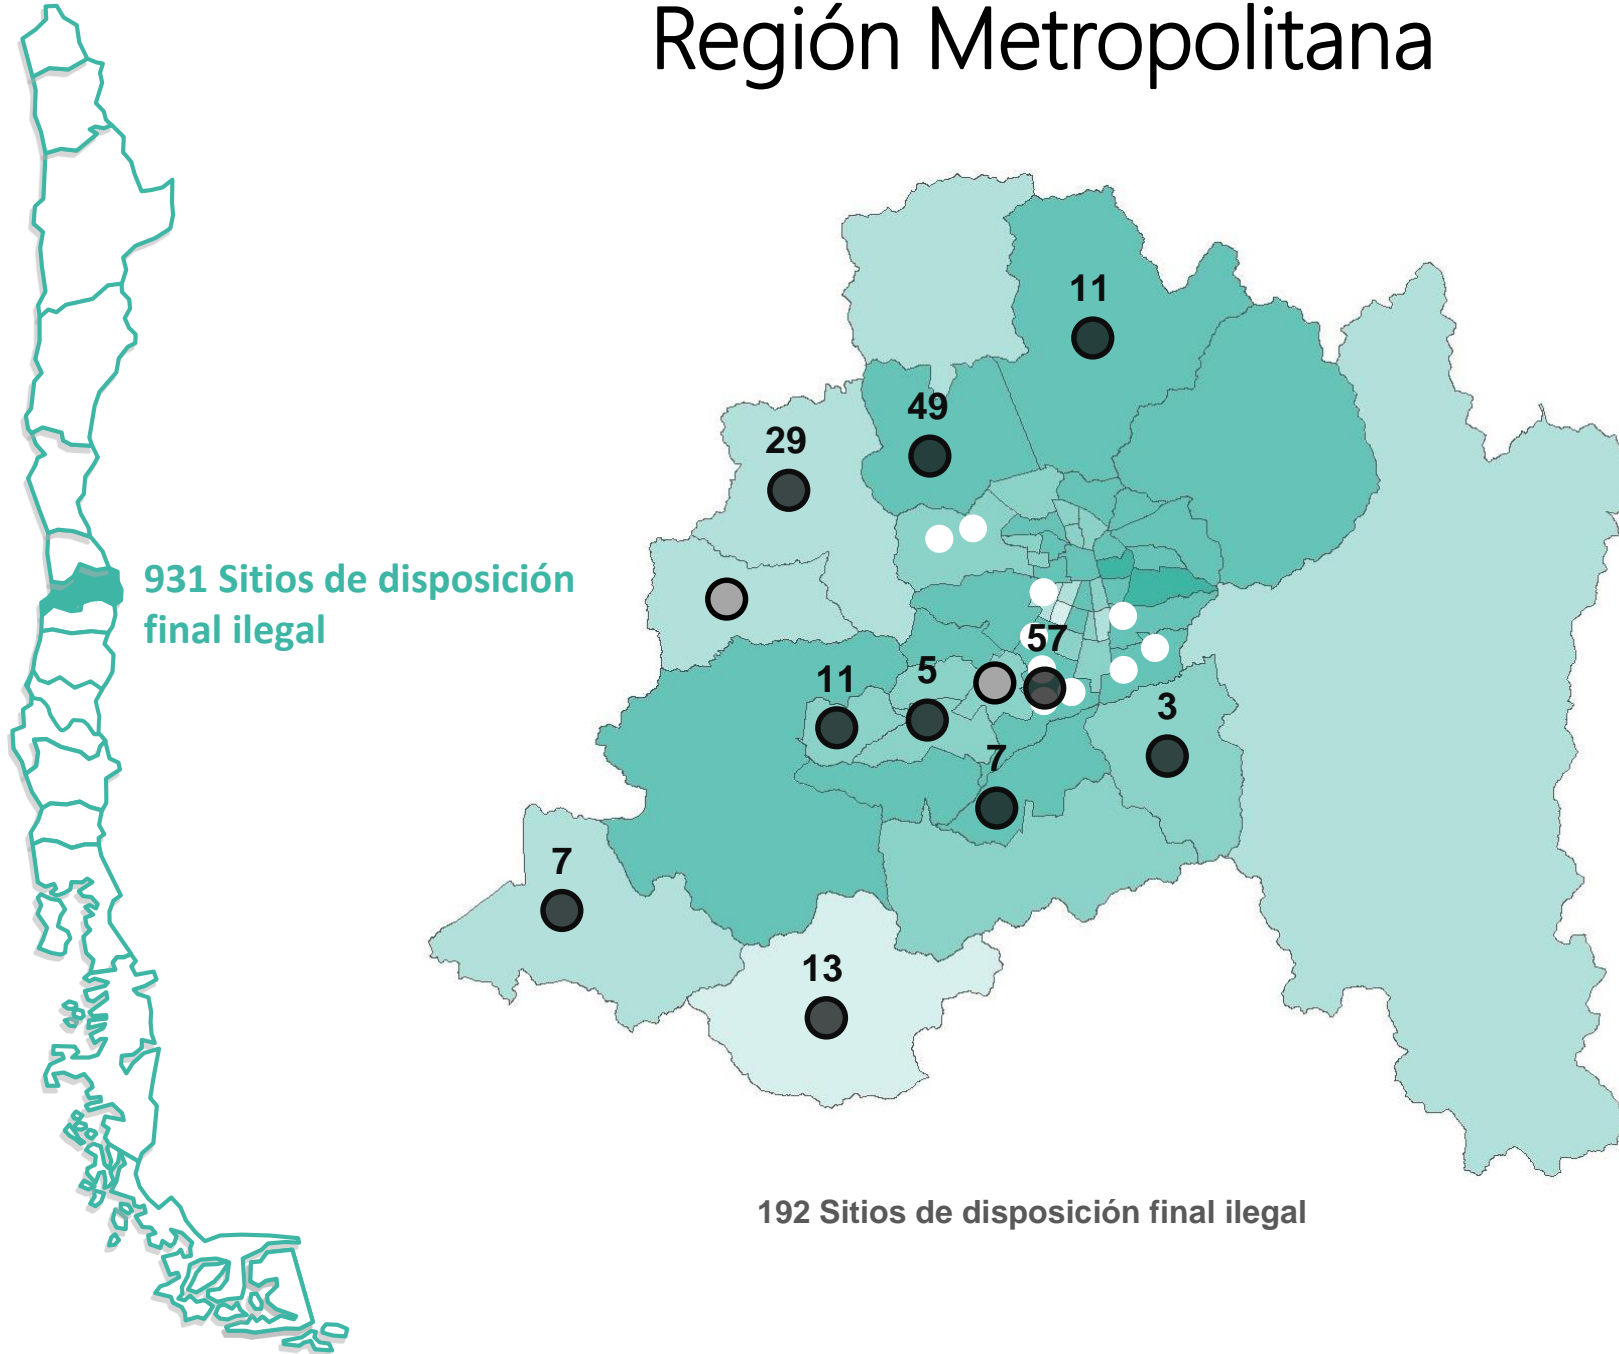 Región Metropolitana
11
49
29
931 Sitios de disposición
final ilegal
57
5
11
3
7
7
13
192 Sitios de disposición final ilegal